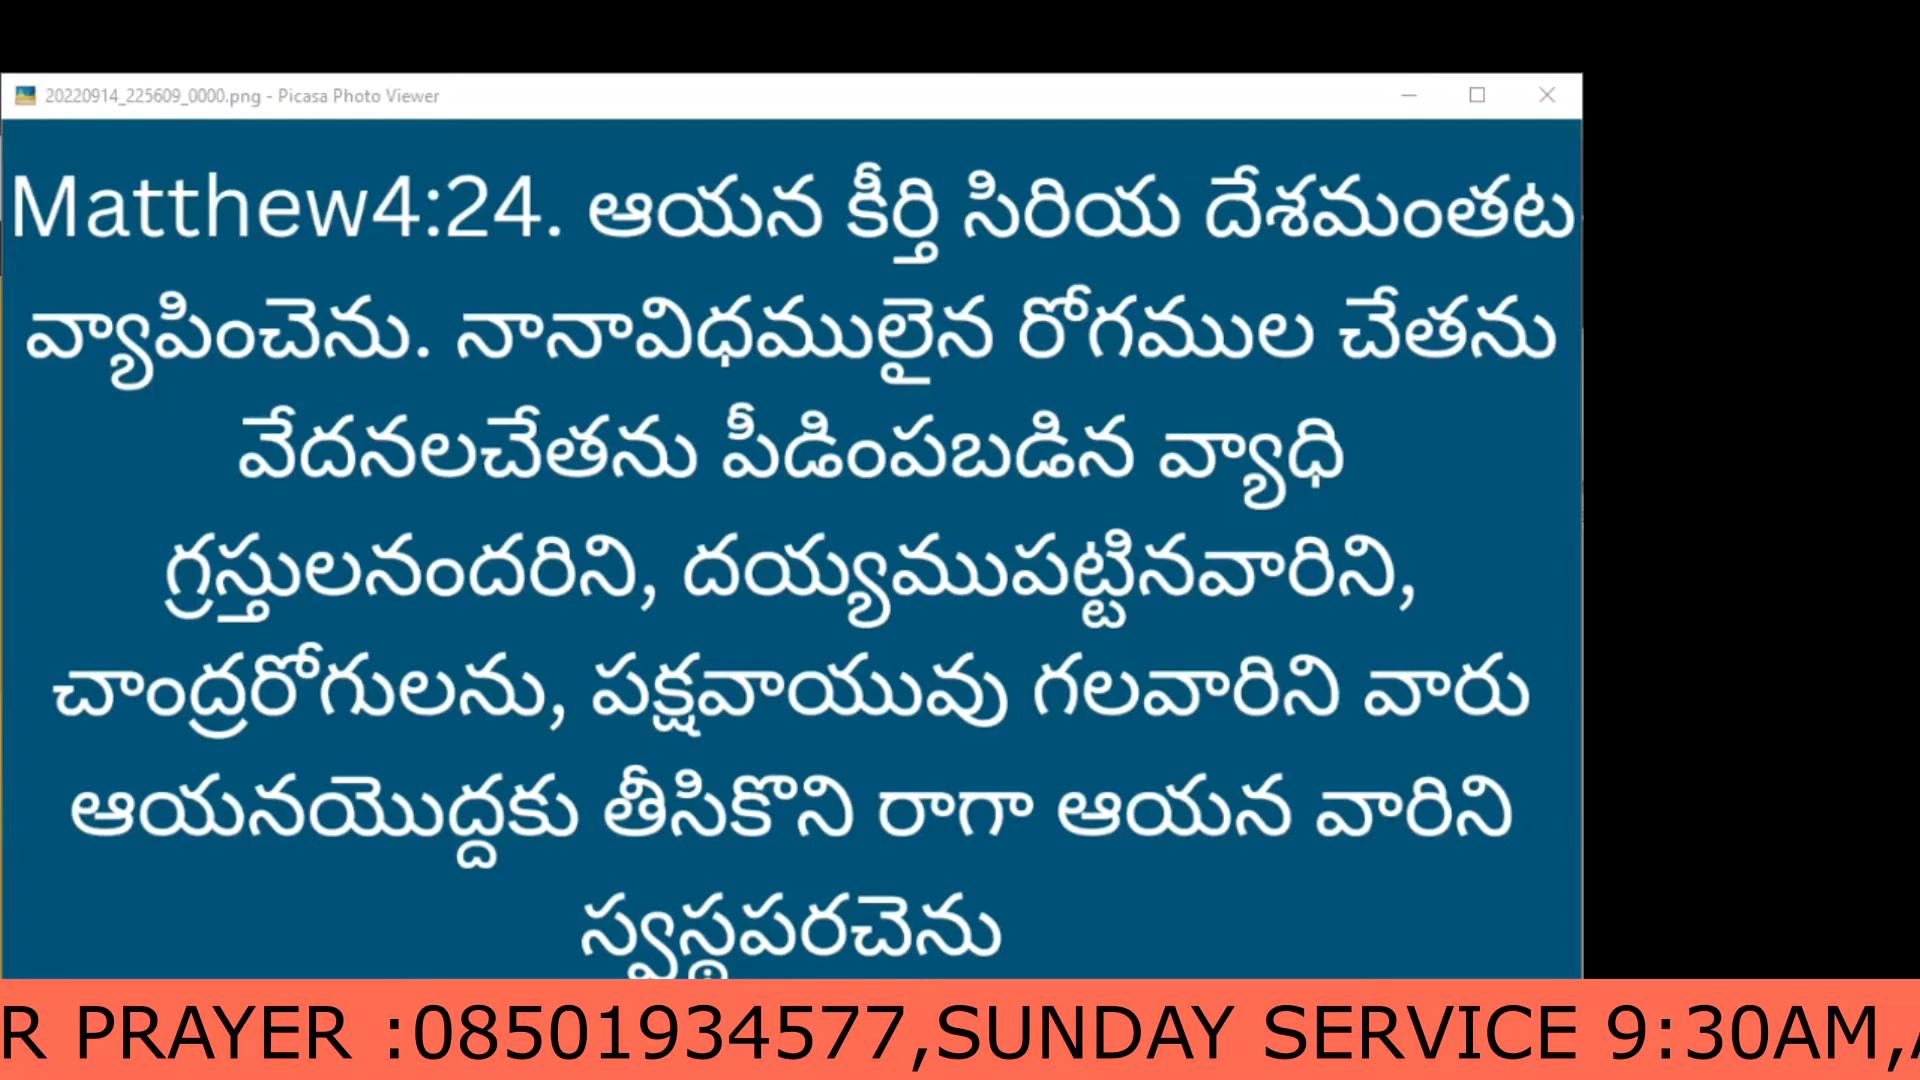 20220914_225609_0000.png - Picasa Photo Viewer
Matthew4:24. ఆయన కీర్తి సిరియ దేశమంతట
వ్యాపించెను. నానావిధములైన రోగముల చేతను
వేదనలచేతను పీడింపబడిన వ్యాధి
గ్రస్తులనందరిని, దయ్యముపట్టినవారిని,
చాంద్రరోగులను, పక్షవాయువు గలవారిని వారు
ఆయనయొద్దకు తీసికొని రాగా ఆయన వారిని
స్వస్థపరచెను
R PRAYER :08501934577,SUNDAY SERVICE 9:30AM,